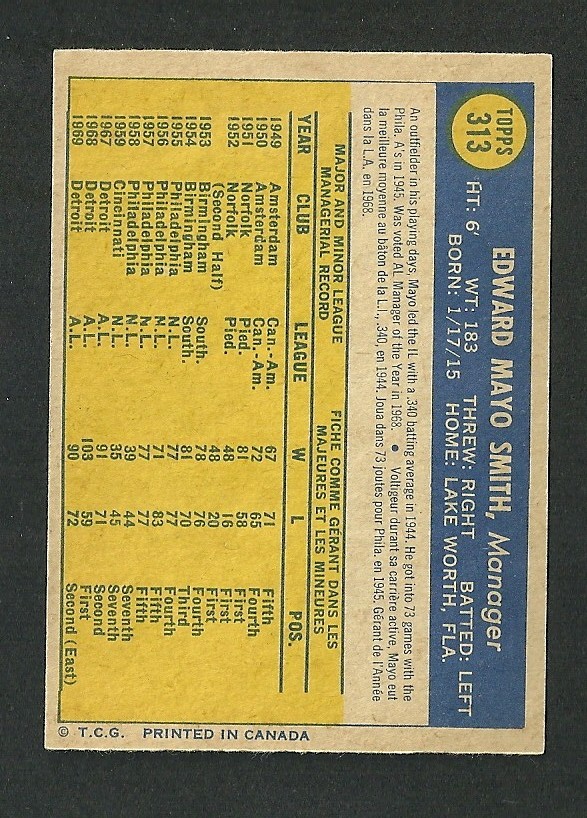 TOPPS
313
EDWARD MAYO SMITH, Manager
HT: 6' WT: 183 THREW: RIGHT BATTED: LEFT
BORN: 1/17/15 HOME: LAKE WORTH, FLA.
An outfielder in his playing days, Mayo led the IL with a .340 batting average in 1944. He got into 73 games with the
Phila. A's in 1945. Was voted AL Manager of the Year in 1968. • Voltigeur durant sa carrière active, Mayo eut
la meilleure moyenne au bâton de la L.I., .340, en 1944. Joua dans 73 joutes pour Phila. en 1945. Gérant de l'Année
dans la L.A. en 1968.
MAJOR AND MINOR LEAGUE MANAGERIAL RECORD
FICHE COMME GÉRANT DANS LES MAJEURES ET LES MINEURES
YEAR CLUB LEAGUE W L POS.
1949 Amsterdam Can.-Am. 67 71 Fifth
1950 Amsterdam Can.-Am. 72 65 Fourth
1951 Norfolk Pied. 81 58 First
1952 Norfolk Pied. 48 16 First
(Second Half) 48 20 First
1953 Birmingham South. 78 76 Fourth
1954 Birmingham South. 81 70 Third
1955 Philadelphia N.L. 77 77 Fourth
1956 Philadelphia N.L. 71 83 Fifth
1957 Philadelphia N.L. 77 77 Fifth
1958 Philadelphia N.L. 39 44 Seventh
1959 Cincinnati N.L. 35 45 Seventh
1967 Detroit A.L. 91 71 Second
1968 Detroit A.L. 103 59 First
1969 Detroit A.L. 90 72 Second (East)
© T.C.G. PRINTED IN CANADA